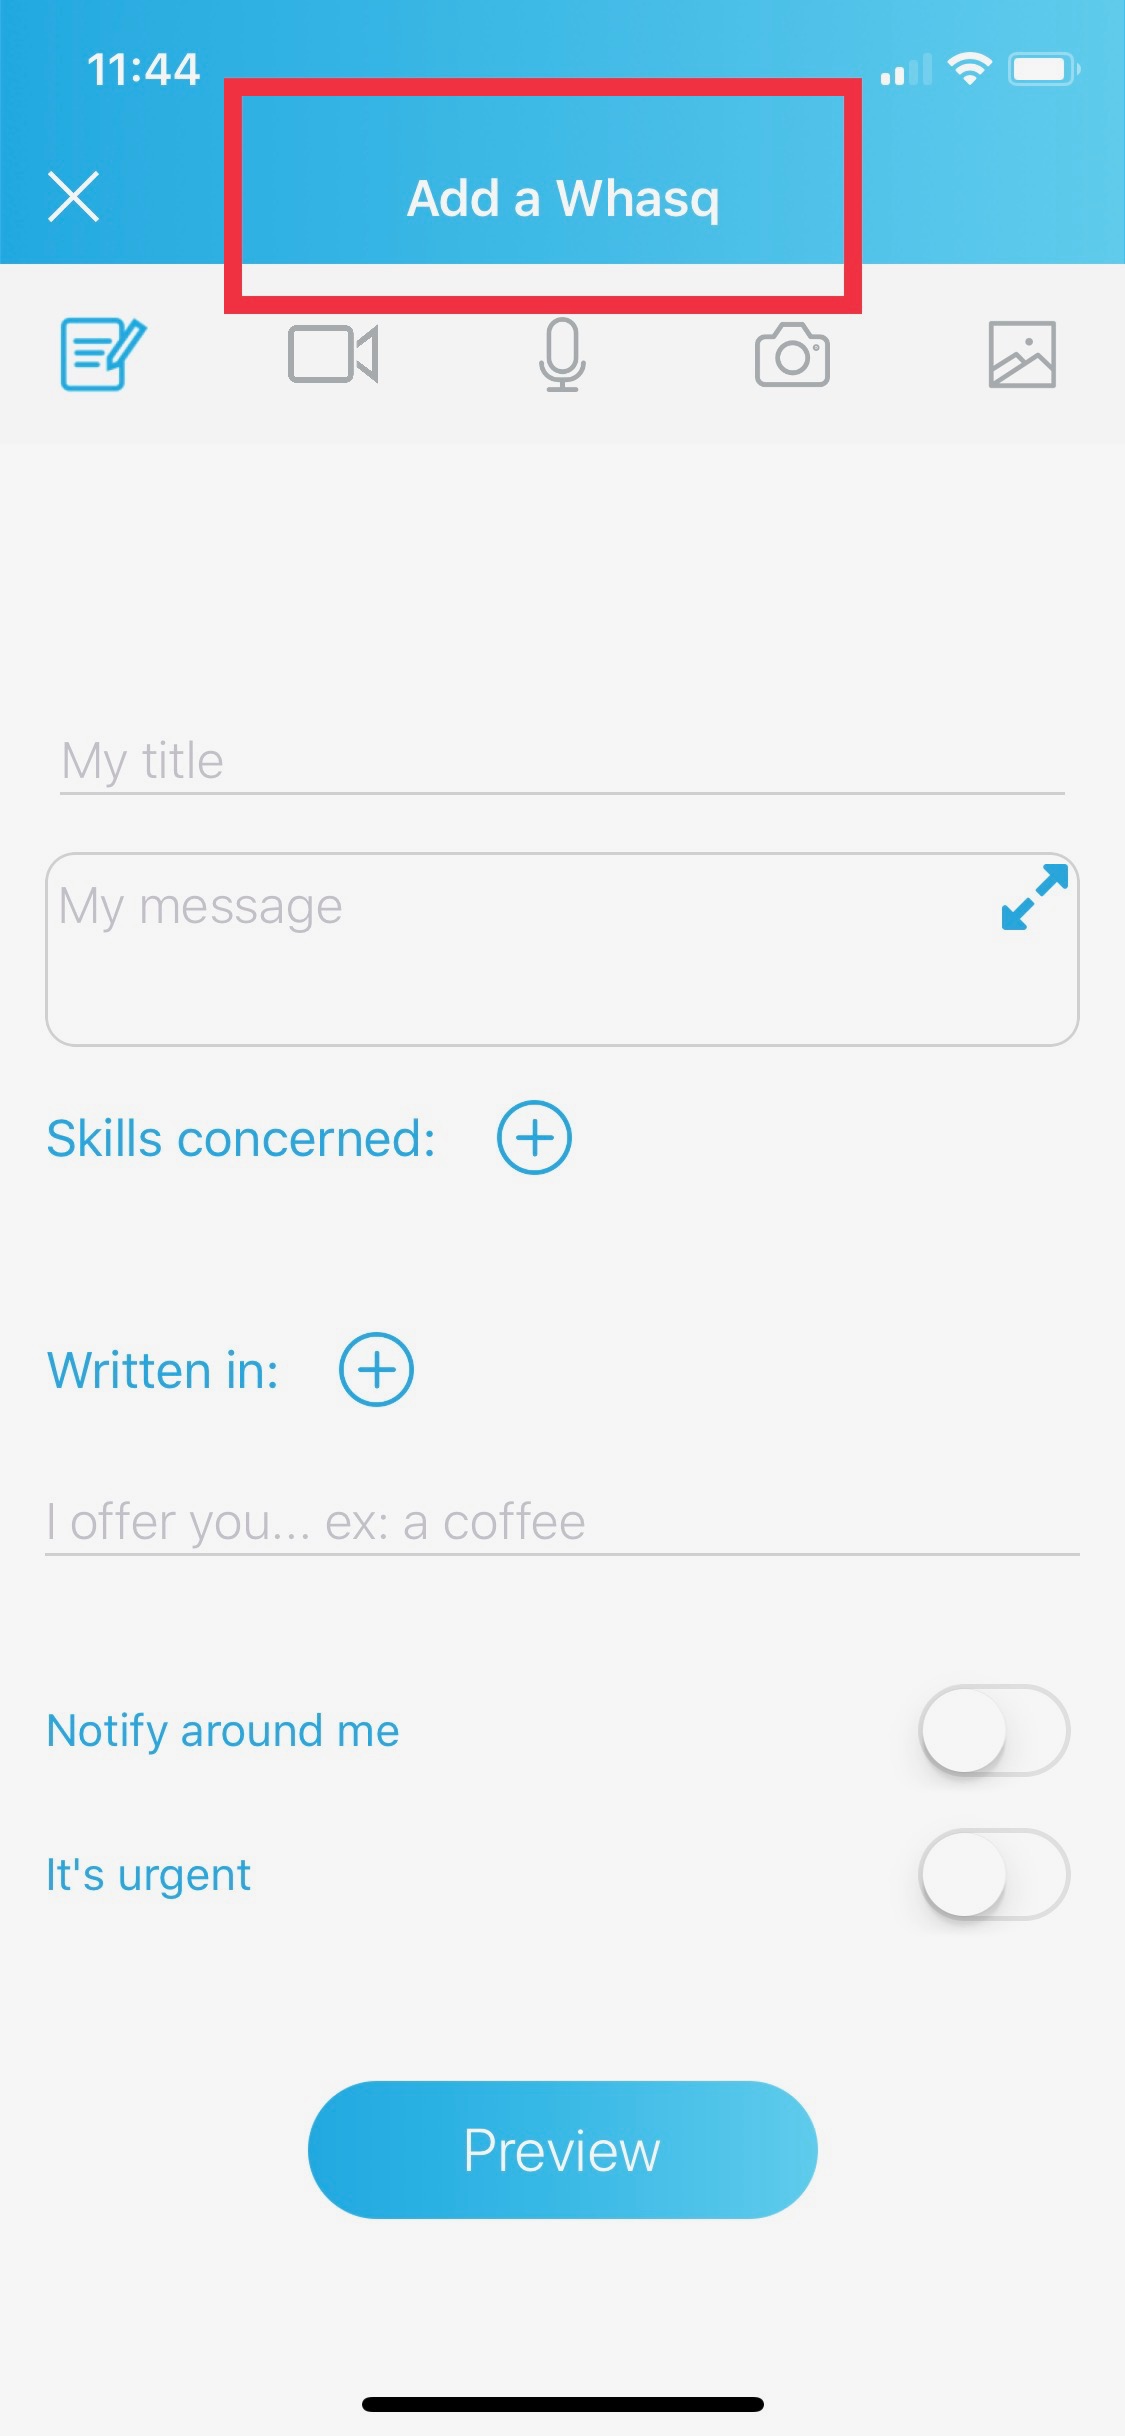 11:44
Add a Whasq
My title
My message
Skills concerned:
Written in:
I offer you... ex: a coffee
Notify around me
It's urgent
Preview